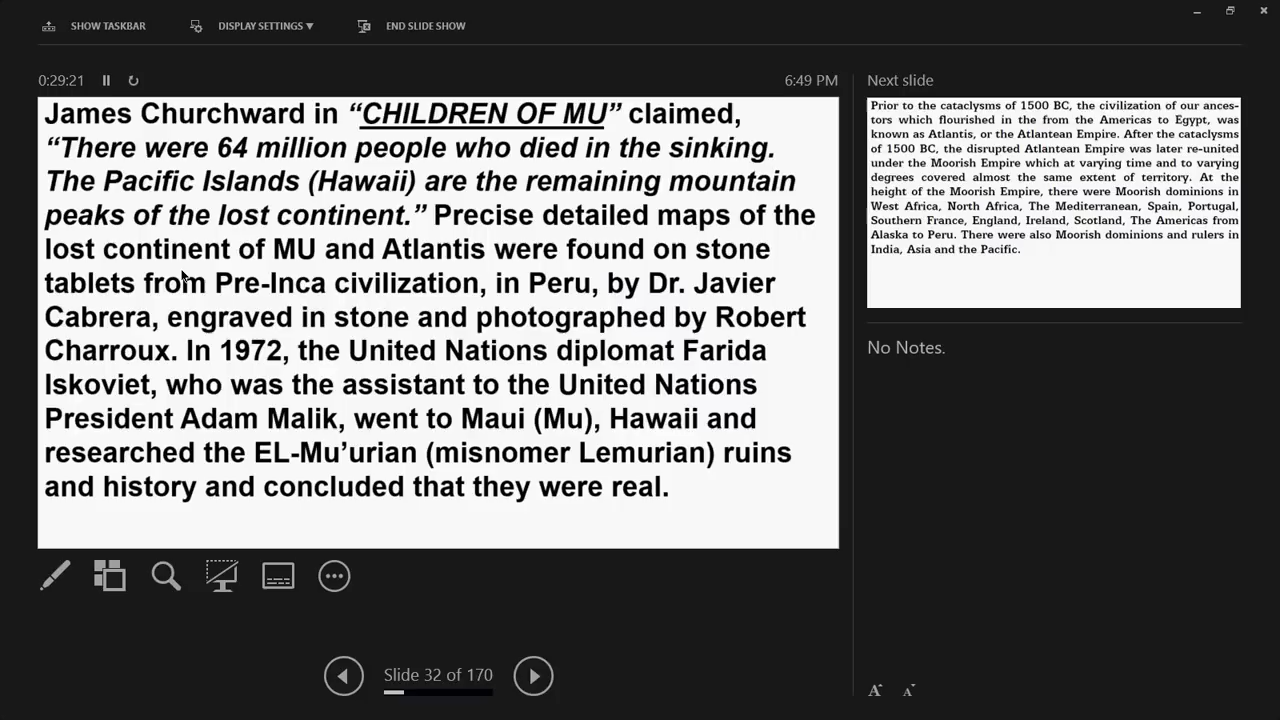 SHOW TASKBAR DISPLAY SETTINGS ▼ END SLIDE SHOW
0:29:21 6:49 PM
James Churchward in “CHILDREN OF MU” claimed,
“There were 64 million people who died in the sinking.
The Pacific Islands (Hawaii) are the remaining mountain
peaks of the lost continent.” Precise detailed maps of the
lost continent of MU and Atlantis were found on stone
tablets from Pre-Inca civilization, in Peru, by Dr. Javier
Cabrera, engraved in stone and photographed by Robert
Charroux. In 1972, the United Nations diplomat Farida
Iskoviet, who was the assistant to the United Nations
President Adam Malik, went to Maui (Mu), Hawaii and
researched the EL-Mu’urian (misnomer Lemurian) ruins
and history and concluded that they were real.
Slide 32 of 170
Next slide
Prior to the cataclysms of 1500 BC, the civilization of our ances-
tors which flourished in the from the Americas to Egypt, was
known as Atlantis, or the Atlantean Empire. After the cataclysms
of 1500 BC, the disrupted Atlantean Empire was later re-united
under the Moorish Empire which at varying time and to varying
degrees covered almost the same extent of territory. At the
height of the Moorish Empire, there were Moorish dominions in
West Africa, North Africa, The Mediterranean, Spain, Portugal,
Southern France, England, Ireland, Scotland, The Americas from
Alaska to Peru. There were also Moorish dominions and rulers in
India, Asia and the Pacific.
No Notes.
A A